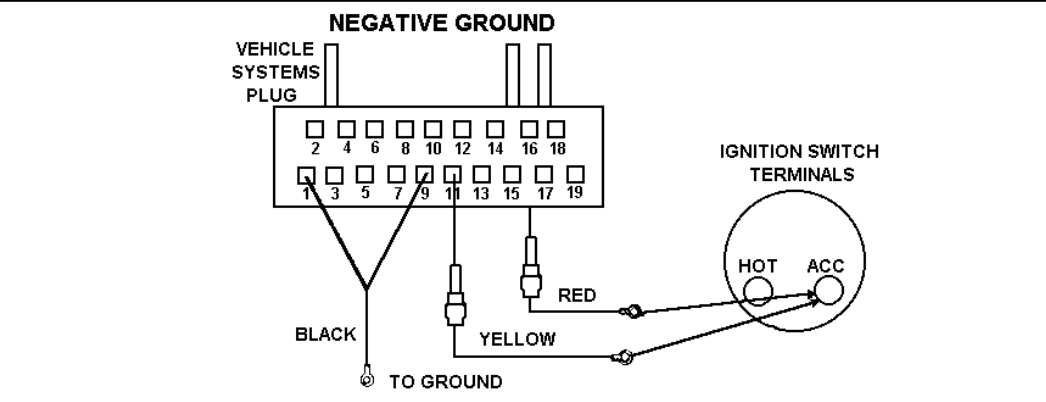 NEGATIVE GROUND
VEHICLE
SYSTEMS
PLUG
2 4 6 8 10 12 14 16 18
1 3 5 7 9 11 13 15 17 19
IGNITION SWITCH
TERMINALS
HOT ACC
RED
BLACK
YELLOW
TO GROUND